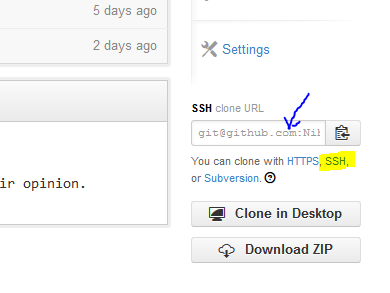 5 days ago
2 days ago
Settings
SSH clone URL
git@github.com:Nil
You can clone with HTTPS, SSH,
or Subversion.
ir opinion.
Clone in Desktop
Download ZIP